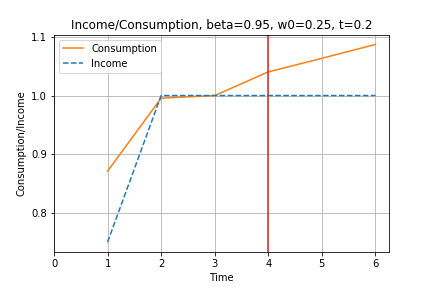 Income/Consumption, beta=0.95, w0=0.25, t=0.2
Consumption
Income
Consumption/Income
1.1
1.0
0.9
0.8
0 1 2 3 4 5 6
Time